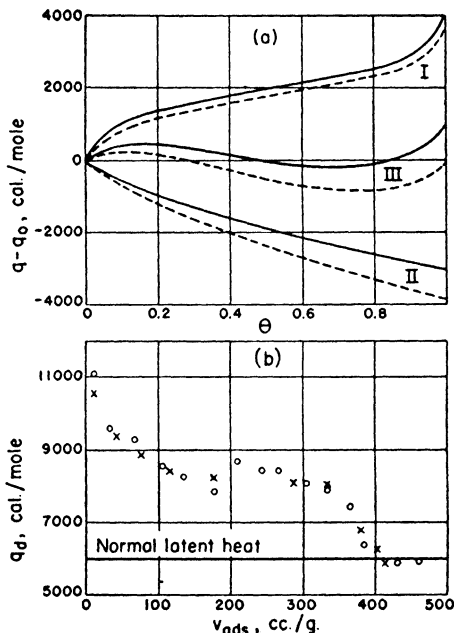 (a)
4000
2000
0
-2000
-4000
q-q₀, cal./mole
I
III
II
0 0.2 0.4 0.6 0.8
Θ
(b)
11000
9000
7000
5000
q_d, cal./mole
Normal latent heat
0 100 200 300 400 500
v_ads, cc./g.